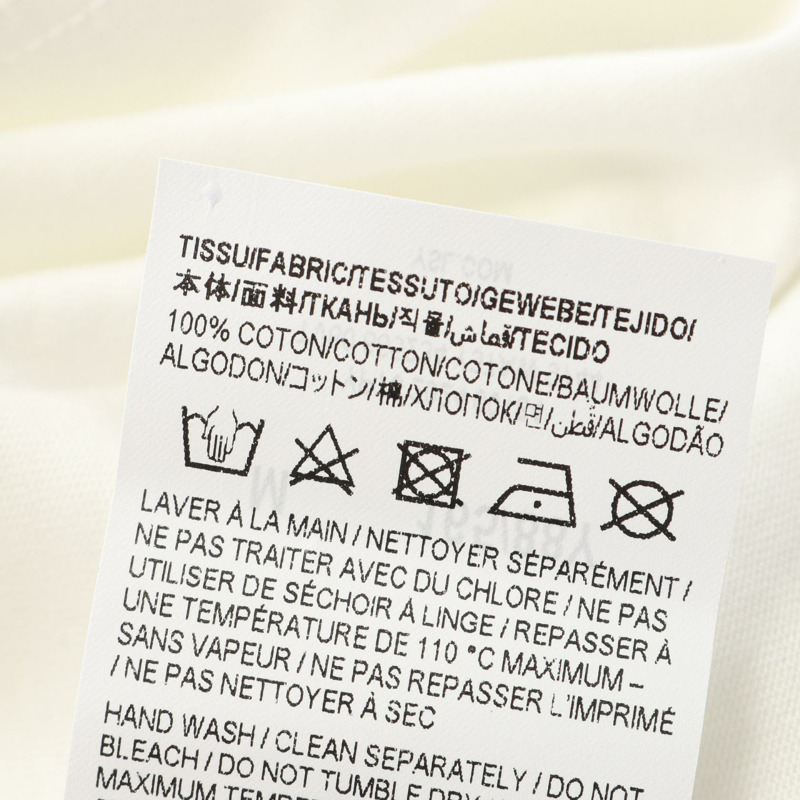 TISSU/FABRIC/TESSUTO/GEWEBE/TEJIDO/
本体/面料/ТКАНЬ/직물/قماش/TECIDO
100% COTON/COTTON/COTONE/BAUMWOLLE/
ALGODON/コットン/棉/ХЛОПОК/면/قطن/ALGODÃO
LAVER À LA MAIN / NETTOYER SÉPARÉMENT /
NE PAS TRAITER AVEC DU CHLORE / NE PAS
UTILISER DE SÉCHOIR À LINGE / REPASSER À
UNE TEMPÉRATURE DE 110 °C MAXIMUM –
SANS VAPEUR / NE PAS REPASSER L'IMPRIMÉ
/ NE PAS NETTOYER À SEC
HAND WASH / CLEAN SEPARATELY / DO NOT
BLEACH / DO NOT TUMBLE DRY /
MAXIMUM